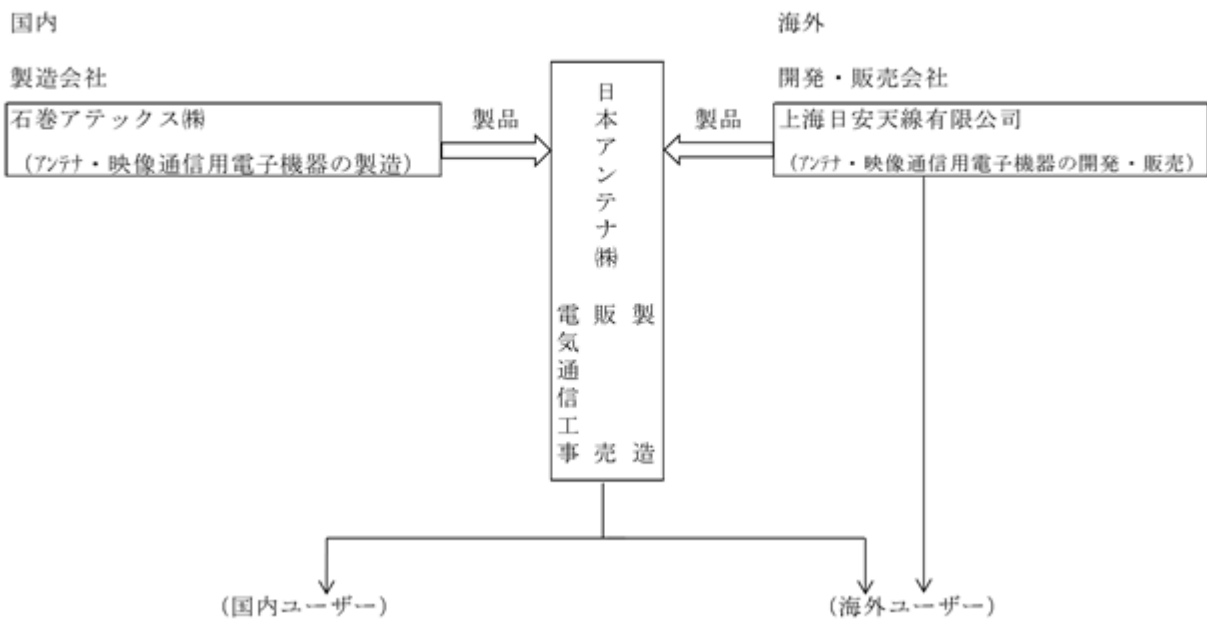 国内
海外
製造会社
開発・販売会社
石巻アテックス㈱
(ｱﾝﾃﾅ・映像通信用電子機器の製造)
製品
日本アンテナ㈱
製造
販売
電気通信工事
製品
上海日安天線有限公司
(ｱﾝﾃﾅ・映像通信用電子機器の開発・販売)
(国内ユーザー)
(海外ユーザー)